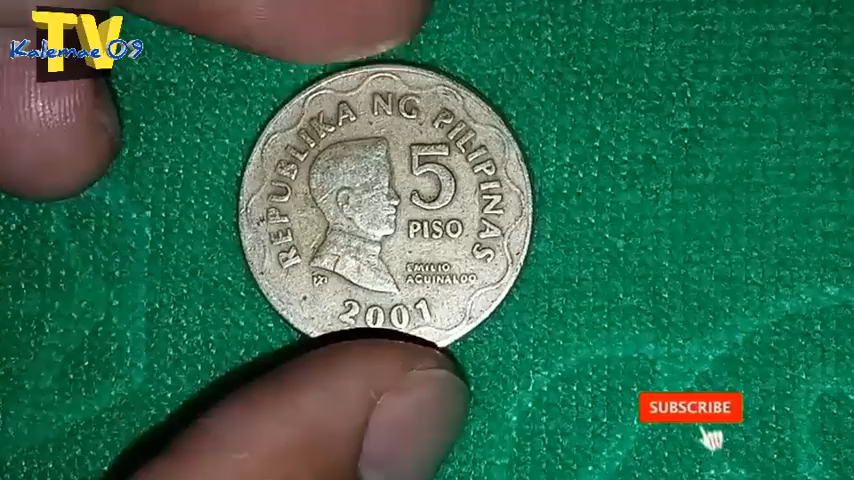 TV
Kalemae 09
REPUBLIKA NG PILIPINAS
5
PISO
EMILIO
AGUINALDO
2001
SUBSCRIBE